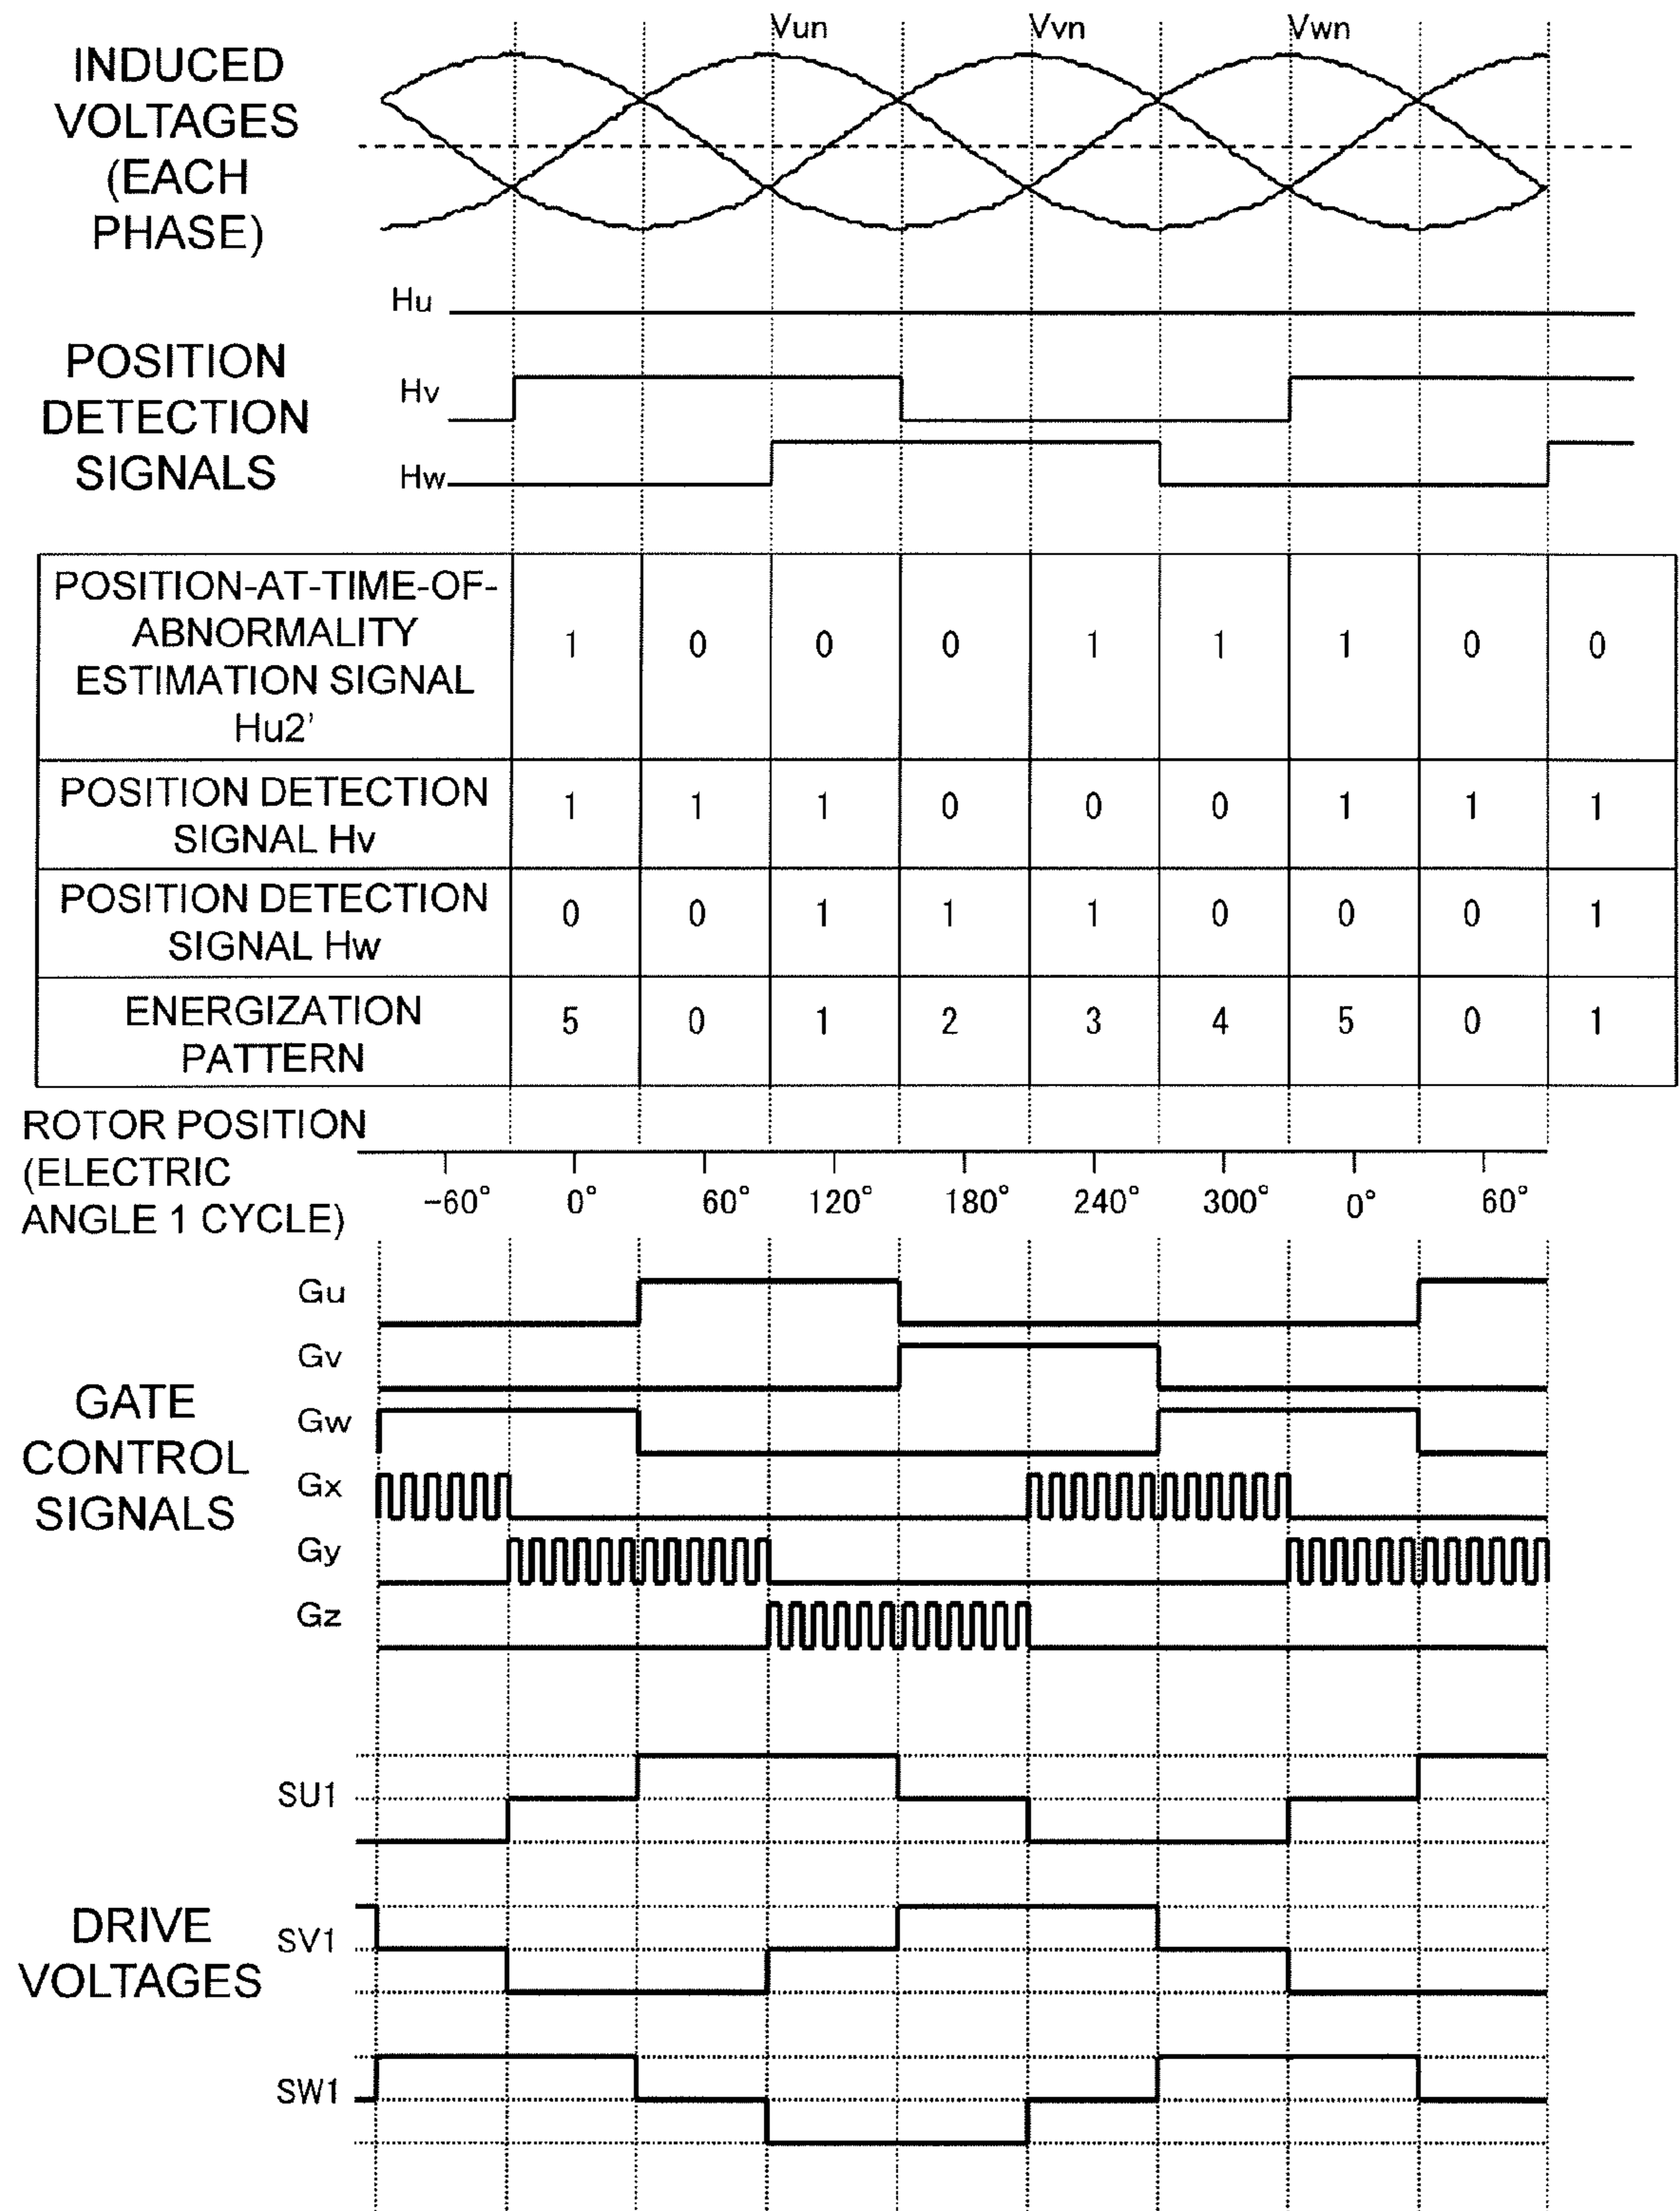 Vun Vvn Vwn
INDUCED
VOLTAGES
(EACH
PHASE)
Hu
POSITION
DETECTION
SIGNALS
Hv
Hw
POSITION-AT-TIME-OF-
ABNORMALITY
ESTIMATION SIGNAL
Hu2'
1 0 0 0 1 1 1 0 0
POSITION DETECTION
SIGNAL Hv
1 1 1 0 0 0 1 1 1
POSITION DETECTION
SIGNAL Hw
0 0 1 1 1 0 0 0 1
ENERGIZATION
PATTERN
5 0 1 2 3 4 5 0 1
ROTOR POSITION
(ELECTRIC
ANGLE 1 CYCLE)
-60° 0° 60° 120° 180° 240° 300° 0° 60°
GATE
CONTROL
SIGNALS
Gu
Gv
Gw
Gx
Gy
Gz
DRIVE
VOLTAGES
SU1
SV1
SW1